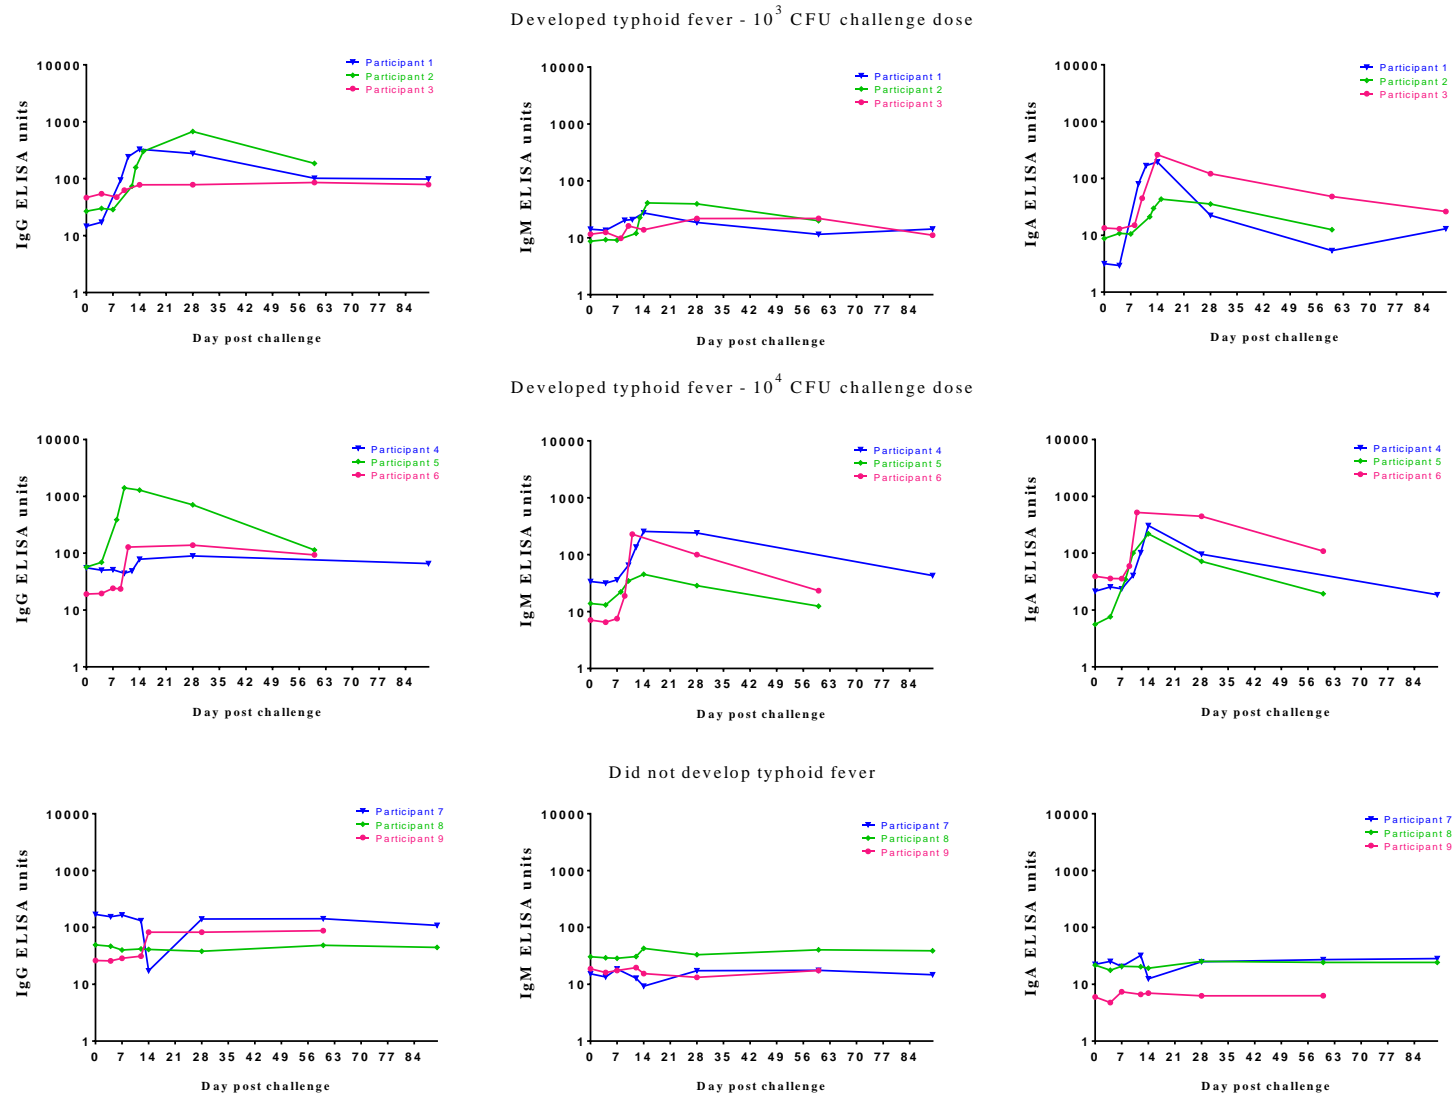 Developed typhoid fever - 10³ CFU challenge dose
IgG ELISA units
10000
1000
100
10
1
0 7 14 21 28 35 42 49 56 63 70 77 84
Day post challenge
Participant 1
Participant 2
Participant 3
IgM ELISA units
10000
1000
100
10
1
0 7 14 21 28 35 42 49 56 63 70 77 84
Day post challenge
Participant 1
Participant 2
Participant 3
IgA ELISA units
10000
1000
100
10
1
0 7 14 21 28 35 42 49 56 63 70 77 84
Day post challenge
Participant 1
Participant 2
Participant 3
Developed typhoid fever - 10⁴ CFU challenge dose
IgG ELISA units
10000
1000
100
10
1
0 7 14 21 28 35 42 49 56 63 70 77 84
Day post challenge
Participant 4
Participant 5
Participant 6
IgM ELISA units
10000
1000
100
10
1
0 7 14 21 28 35 42 49 56 63 70 77 84
Day post challenge
Participant 4
Participant 5
Participant 6
IgA ELISA units
10000
1000
100
10
1
0 7 14 21 28 35 42 49 56 63 70 77 84
Day post challenge
Participant 4
Participant 5
Participant 6
Did not develop typhoid fever
IgG ELISA units
10000
1000
100
10
1
0 7 14 21 28 35 42 49 56 63 70 77 84
Day post challenge
Participant 7
Participant 8
Participant 9
IgM ELISA units
10000
1000
100
10
1
0 7 14 21 28 35 42 49 56 63 70 77 84
Day post challenge
Participant 7
Participant 8
Participant 9
IgA ELISA units
10000
1000
100
10
1
0 7 14 21 28 35 42 49 56 63 70 77 84
Day post challenge
Participant 7
Participant 8
Participant 9